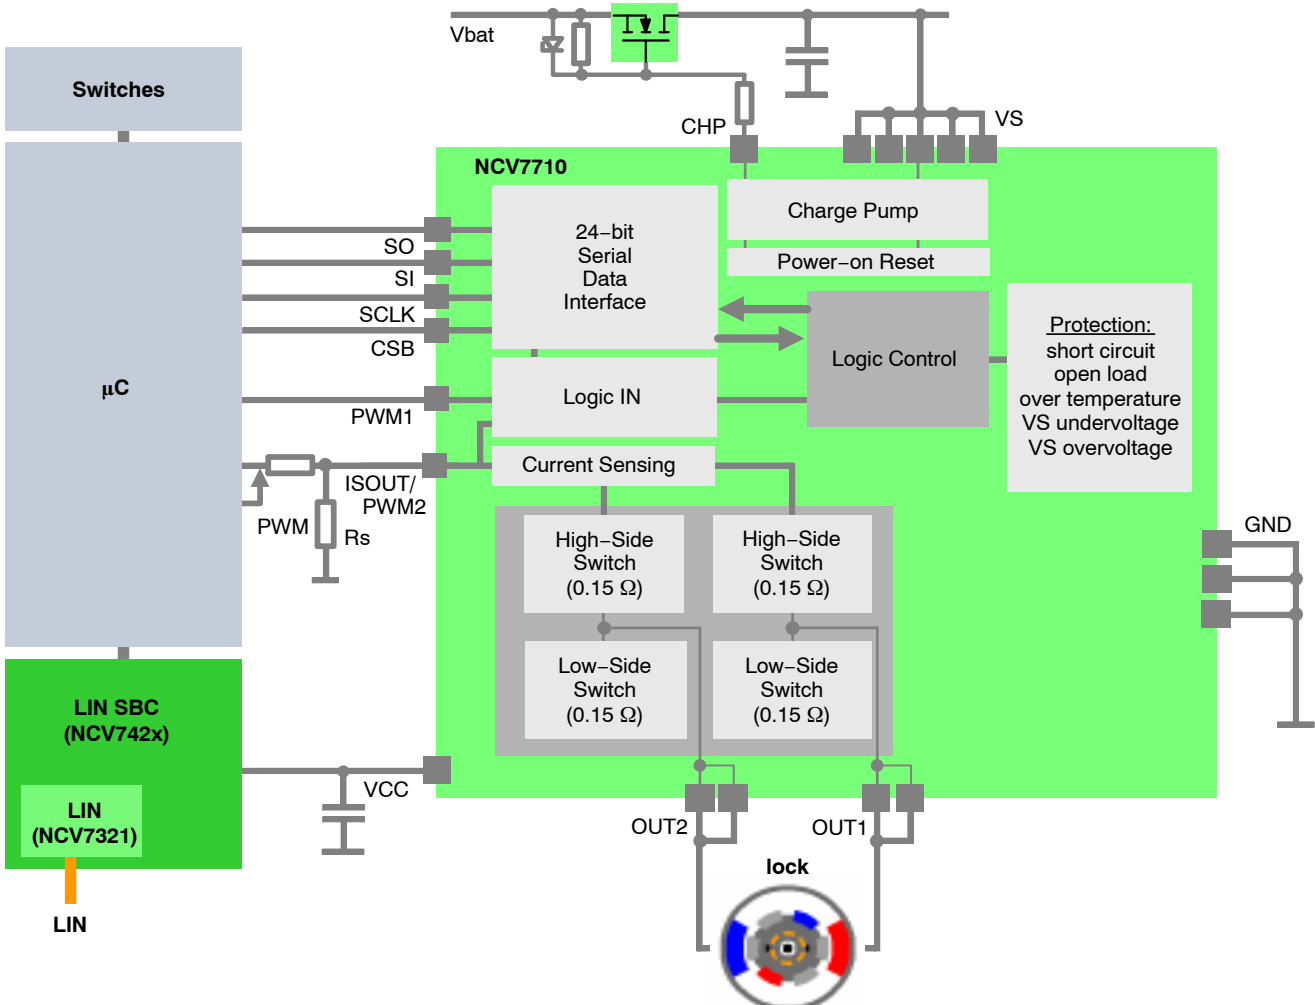 Vbat
Switches
CHP
VS
NCV7710
Charge Pump
24−bit
Serial
Data
Interface
Power−on Reset
SO
SI
SCLK
CSB
Logic Control
Protection:
short circuit
open load
over temperature
VS undervoltage
VS overvoltage
µC
Logic IN
PWM1
Current Sensing
ISOUT/
PWM2
PWM
Rs
GND
High−Side
Switch
(0.15 Ω)
High−Side
Switch
(0.15 Ω)
Low−Side
Switch
(0.15 Ω)
Low−Side
Switch
(0.15 Ω)
LIN SBC
(NCV742x)
VCC
LIN
(NCV7321)
OUT2
OUT1
lock
LIN